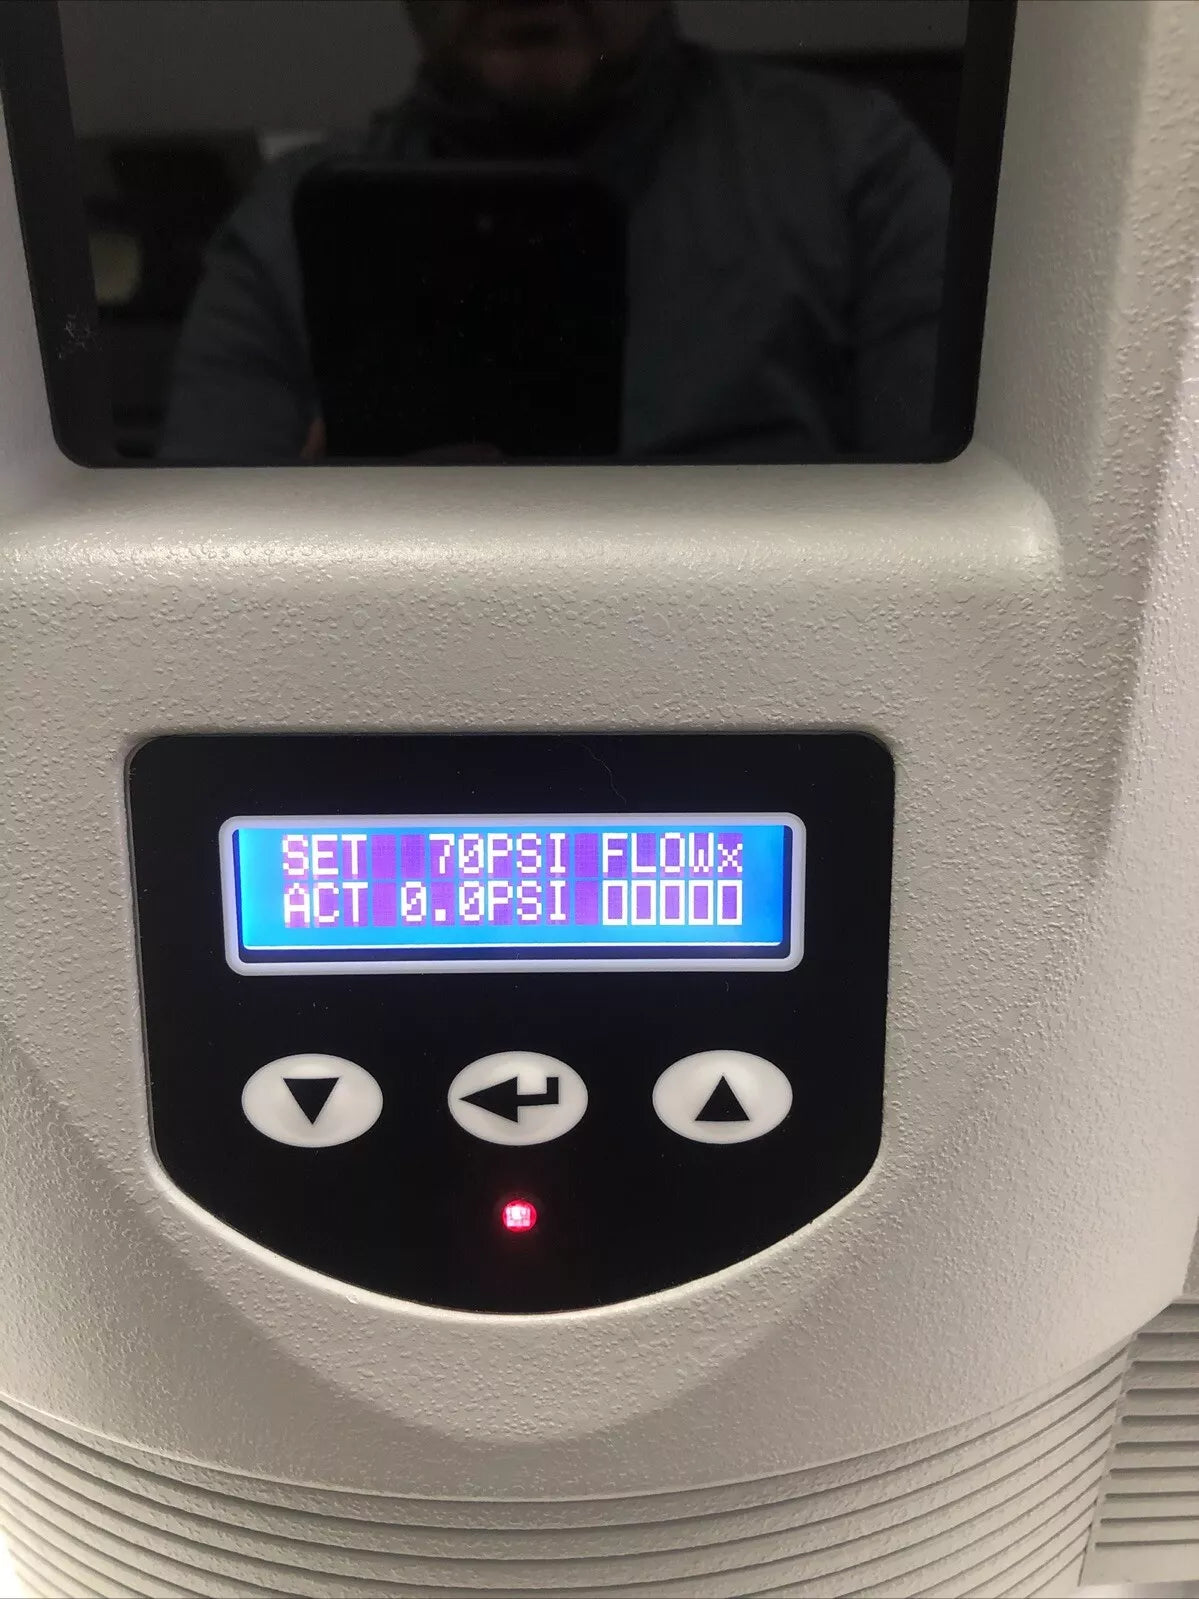 SET 70PSI FLOWx
ACT 0.0PSI 00000